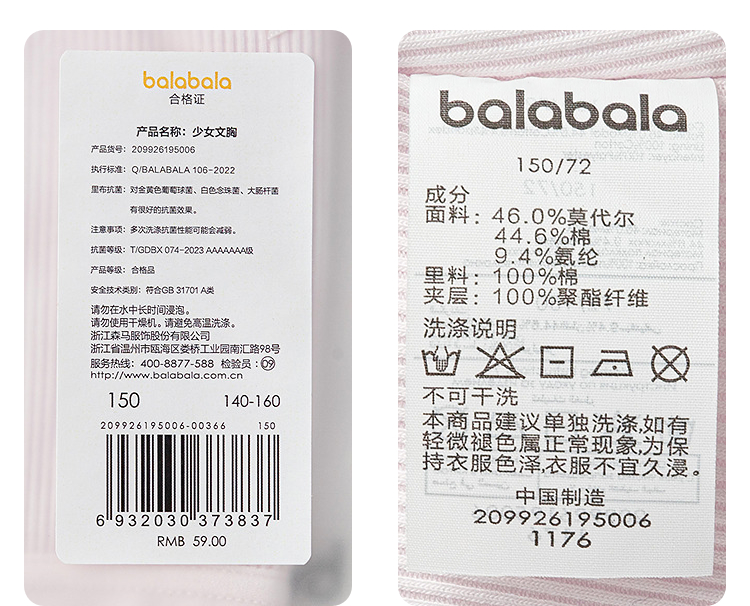 balabala
合格证
产品名称：少女文胸
产品货号：209926195006
执行标准：Q/BALABALA 106-2022
里布抗菌：对金黄色葡萄球菌、白色念珠菌、大肠杆菌
有很好的抗菌效果。
注意事项：多次洗涤抗菌性能可能会减弱。
抗菌等级：T/GDBX 074-2023 AAAAAAA级
产品等级：合格品
安全技术类别：符合GB 31701 A类
请勿在水中长时间浸泡。
请勿使用干燥机。请避免高温洗涤。
浙江森马服饰股份有限公司
浙江省温州市瓯海区娄桥工业园南汇路98号
服务热线：400-8877-588 检验员：09
http://www.balabala.com.cn
150 140-160
209926195006-00366 150
6 932030 373837
RMB 59.00
balabala
150/72
成分
面料：46.0%莫代尔
44.6%棉
9.4%氨纶
里料：100%棉
夹层：100%聚酯纤维
洗涤说明
不可干洗
本商品建议单独洗涤,如有
轻微褪色属正常现象,为保
持衣服色泽,衣服不宜久浸。
中国制造
209926195006
1176